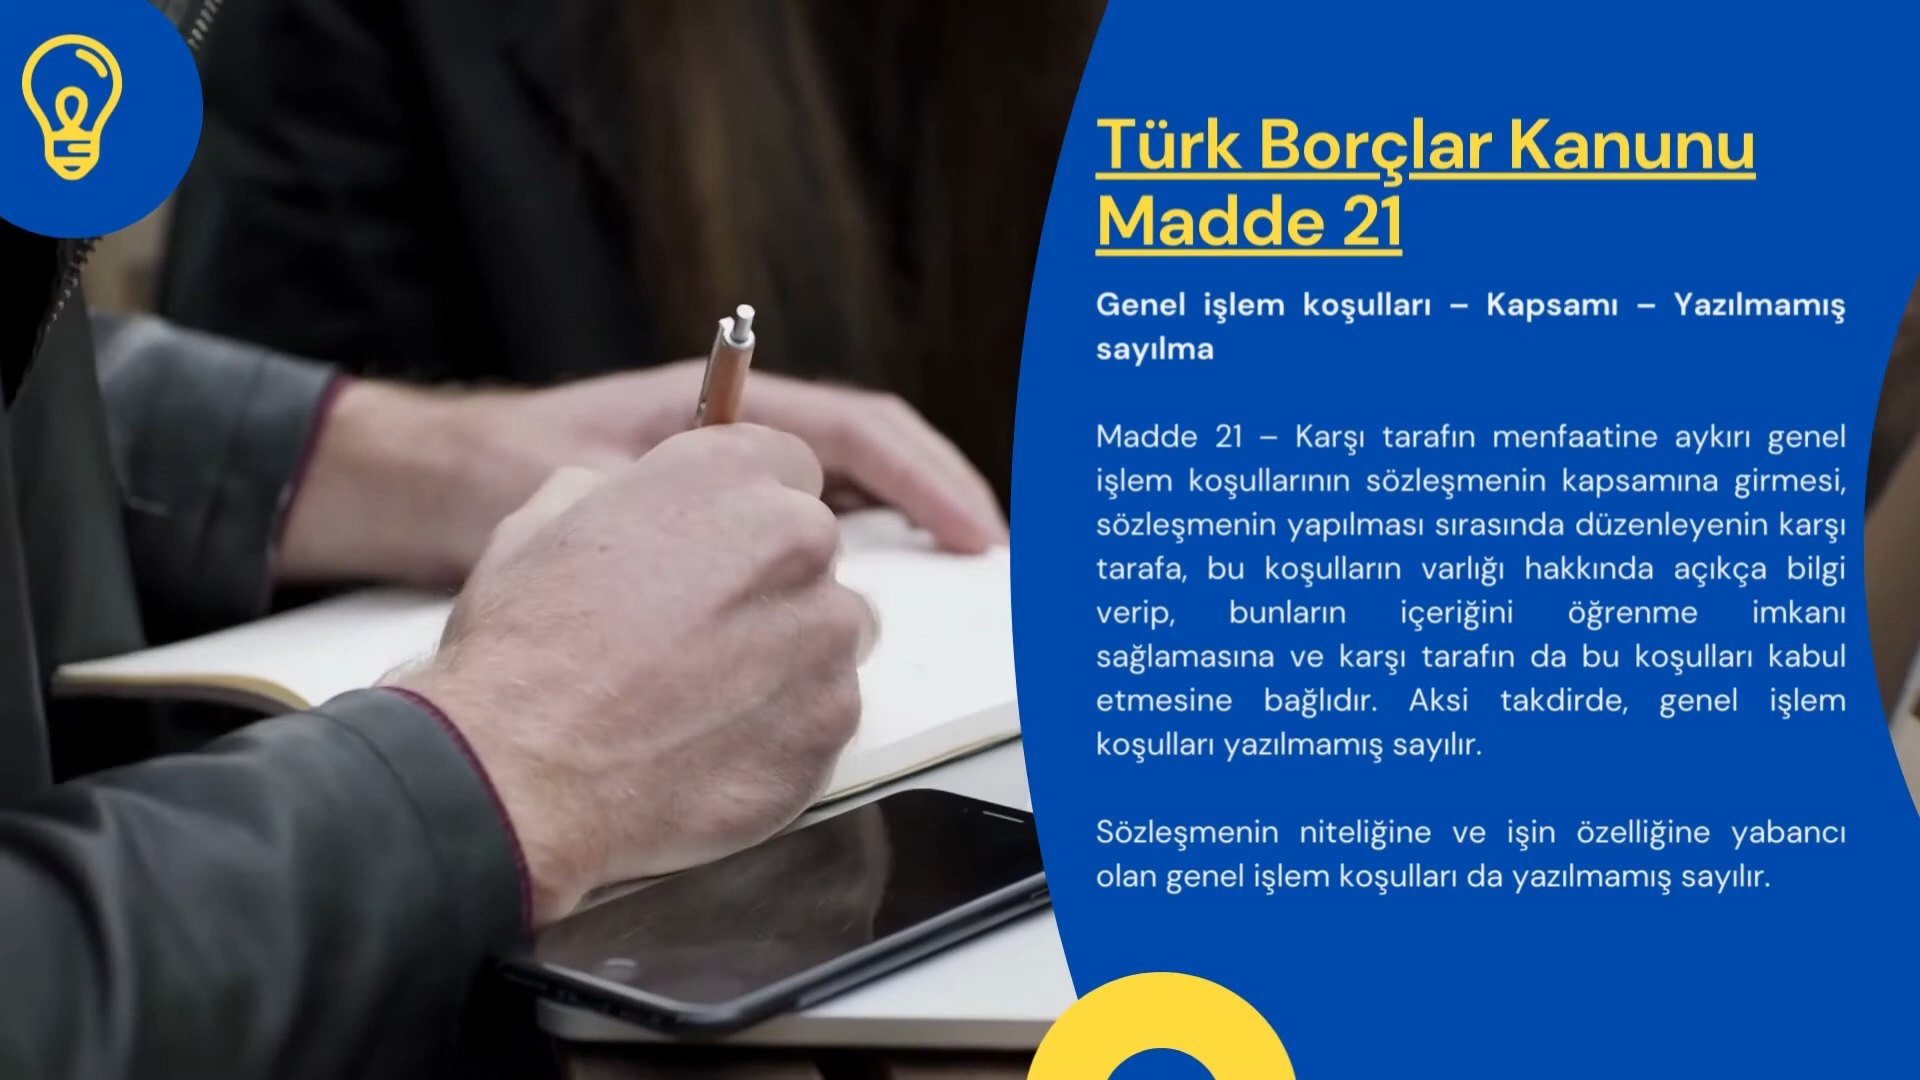 Türk Borçlar Kanunu
Madde 21
Genel işlem koşulları – Kapsamı – Yazılmamış
sayılma
Madde 21 – Karşı tarafın menfaatine aykırı genel
işlem koşullarının sözleşmenin kapsamına girmesi,
sözleşmenin yapılması sırasında düzenleyenin karşı
tarafa, bu koşulların varlığı hakkında açıkça bilgi
verip, bunların içeriğini öğrenme imkanı
sağlamasına ve karşı tarafın da bu koşulları kabul
etmesine bağlıdır. Aksi takdirde, genel işlem
koşulları yazılmamış sayılır.
Sözleşmenin niteliğine ve işin özelliğine yabancı
olan genel işlem koşulları da yazılmamış sayılır.